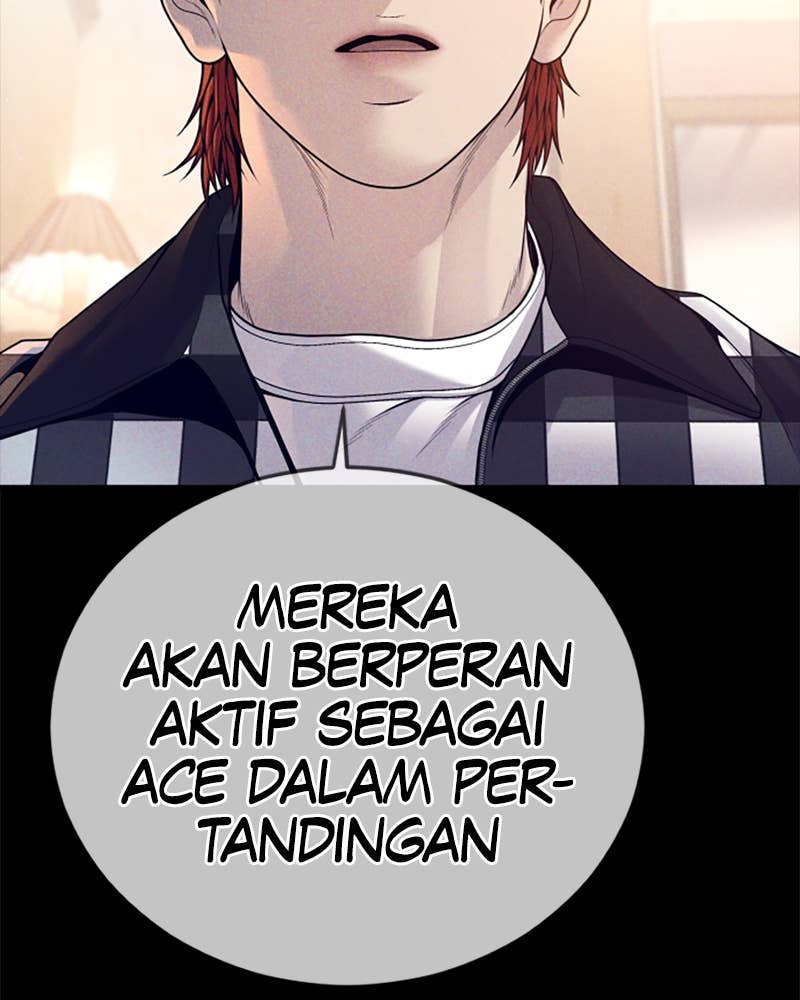 MEREKA
AKAN BERPERAN
AKTIF SEBAGAI
ACE DALAM PER-
TANDINGAN